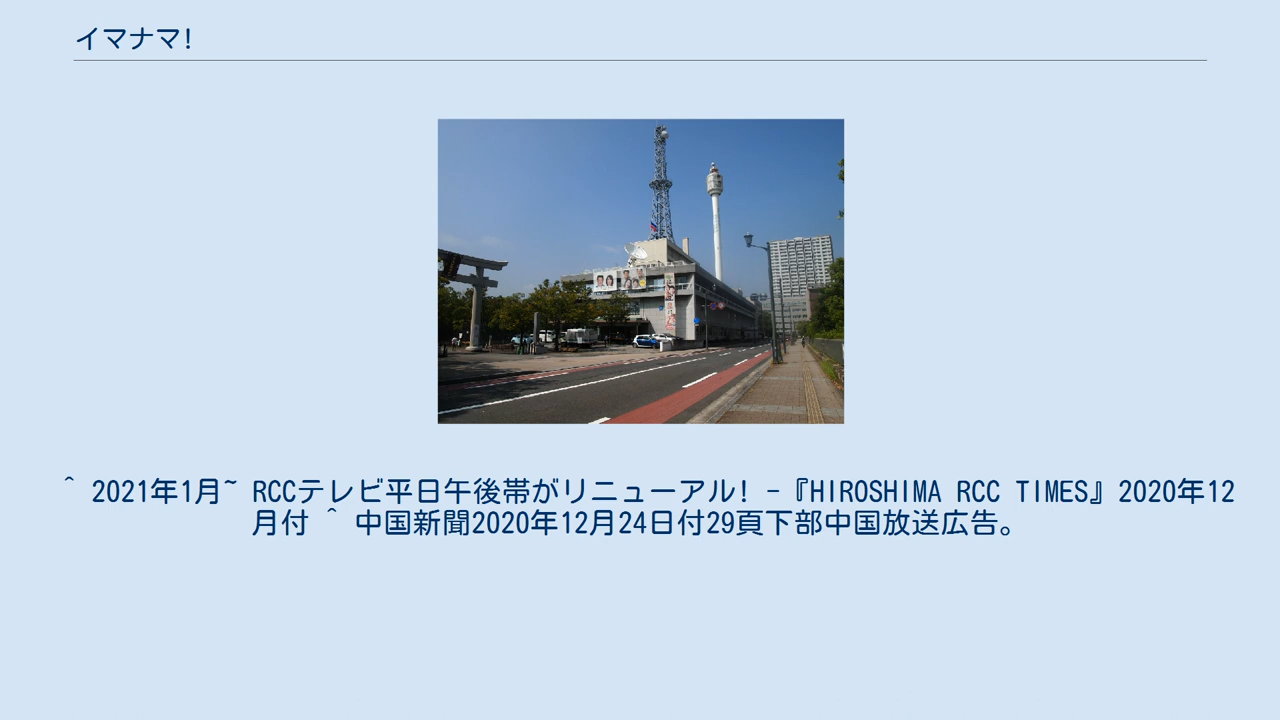 イマナマ!
^ 2021年1月~ RCCテレビ平日午後帯がリニューアル! -『HIROSHIMA RCC TIMES』2020年12
月付 ^ 中国新聞2020年12月24日付29頁下部中国放送広告。